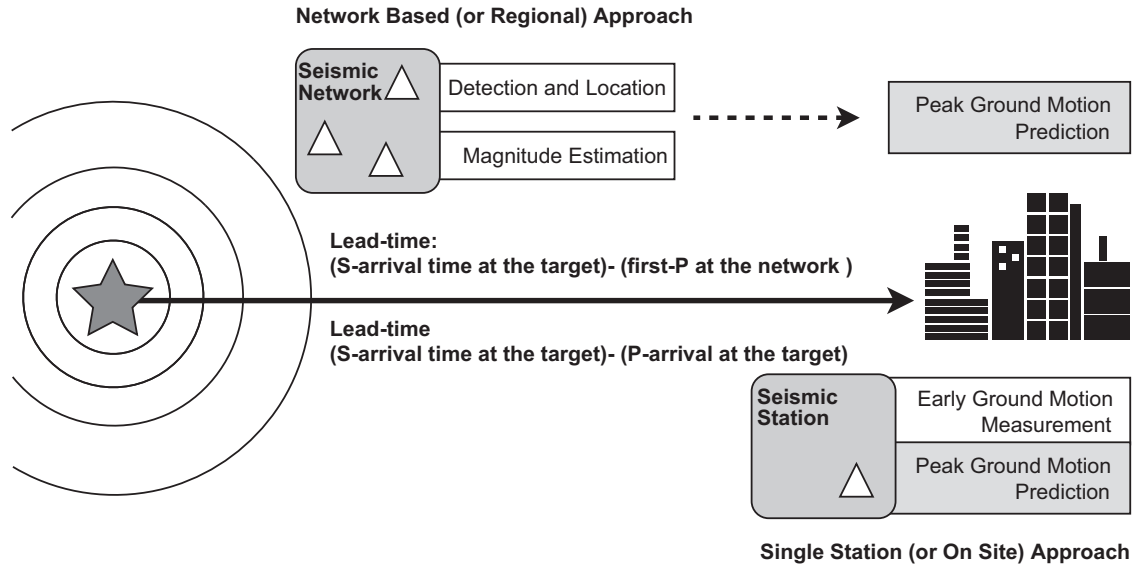 Network Based (or Regional) Approach
Seismic
Network
Detection and Location
Magnitude Estimation
Peak Ground Motion
Prediction
Lead-time:
(S-arrival time at the target)- (first-P at the network )
Lead-time
(S-arrival time at the target)- (P-arrival at the target)
Seismic
Station
Early Ground Motion
Measurement
Peak Ground Motion
Prediction
Single Station (or On Site) Approach